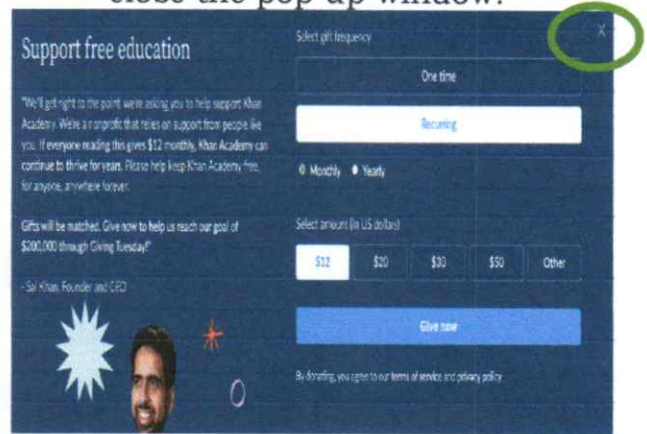 close the pop-up window.
Support free education
"We'll get right to the point: we're asking you to help support Khan
Academy. We're a nonprofit that relies on support from people like
you. If everyone reading this gives $12 monthly, Khan Academy can
continue to thrive for years. Please help keep Khan Academy free,
for anyone, anywhere forever.
Gifts will be matched. Give now to help us reach our goal of
$200,000 through Giving Tuesday!"
- Sal Khan, Founder and CEO
Select gift frequency
X
One time
Recurring
Monthly Yearly
Select amount (in US dollars)
$12 $20 $30 $50 Other
Give now
By donating, you agree to our terms of service and privacy policy